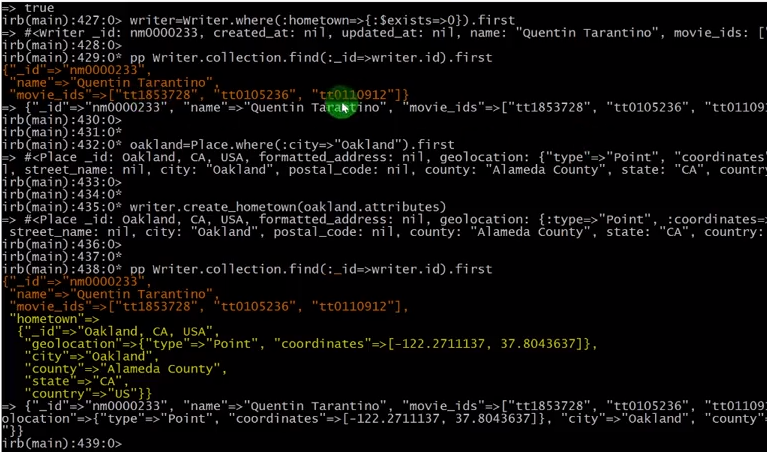 => true
irb(main):427:0> writer=Writer.where(:hometown=>{:$exists=>0}).first
=> #<Writer _id: nm0000233, created_at: nil, updated_at: nil, name: "Quentin Tarantino", movie_ids: ["
irb(main):428:0>
irb(main):429:0* pp Writer.collection.find(:_id=>writer.id).first
{"_id"=>"nm0000233",
"name"=>"Quentin Tarantino",
"movie_ids"=>["tt1853728", "tt0105236", "tt0110912"]}
=> {"_id"=>"nm0000233", "name"=>"Quentin Tarantino", "movie_ids"=>["tt1853728", "tt0105236", "tt01109
irb(main):430:0>
irb(main):431:0*
irb(main):432:0* oakland=Place.where(:city=>"Oakland").first
=> #<Place _id: Oakland, CA, USA, formatted_address: nil, geolocation: {"type"=>"Point", "coordinates"
l, street_name: nil, city: "Oakland", postal_code: nil, county: "Alameda County", state: "CA", country
irb(main):433:0>
irb(main):434:0*
irb(main):435:0* writer.create_hometown(oakland.attributes)
=> #<Place _id: Oakland, CA, USA, formatted_address: nil, geolocation: {:type=>"Point", :coordinates=>
street_name: nil, city: "Oakland", postal_code: nil, county: "Alameda County", state: "CA", country:
irb(main):436:0>
irb(main):437:0*
irb(main):438:0* pp Writer.collection.find(:_id=>writer.id).first
{"_id"=>"nm0000233",
"name"=>"Quentin Tarantino",
"movie_ids"=>["tt1853728", "tt0105236", "tt0110912"],
"hometown"=>
{"_id"=>"Oakland, CA, USA",
"geolocation"=>{"type"=>"Point", "coordinates"=>[-122.2711137, 37.8043637]},
"city"=>"Oakland",
"county"=>"Alameda County",
"state"=>"CA",
"country"=>"US"}}
=> {"_id"=>"nm0000233", "name"=>"Quentin Tarantino", "movie_ids"=>["tt1853728", "tt0105236", "tt01109
olocation"=>{"type"=>"Point", "coordinates"=>[-122.2711137, 37.8043637]}, "city"=>"Oakland", "county"=
"}}
irb(main):439:0>